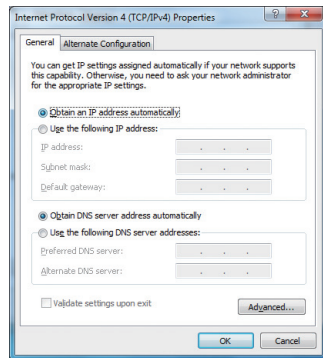 Internet Protocol Version 4 (TCP/IPv4) Properties
General
Alternate Configuration
You can get IP settings assigned automatically if your network supports
this capability. Otherwise, you need to ask your network administrator
for the appropriate IP settings.
Obtain an IP address automatically
Use the following IP address:
IP address:
Subnet mask:
Default gateway:
Obtain DNS server address automatically
Use the following DNS server addresses:
Preferred DNS server:
Alternate DNS server:
Validate settings upon exit
Advanced...
OK
Cancel